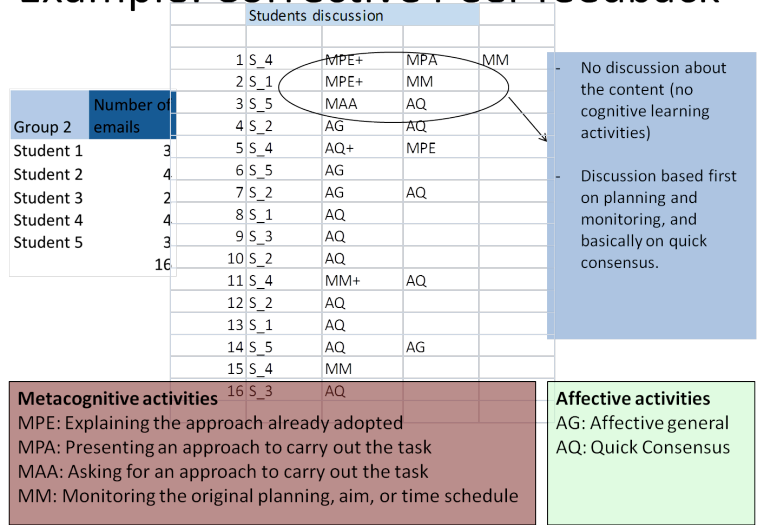 Example: Corrective Peer feedback
Students discussion
1 S_4 MPE+ MPA MM
2 S_1 MPE+ MM
3 S_5 MAA AQ
4 S_2 AG AQ
5 S_4 AQ+ MPE
6 S_5 AG
7 S_2 AG AQ
8 S_1 AQ
9 S_3 AQ
10 S_2 AQ
11 S_4 MM+ AQ
12 S_2 AQ
13 S_1 AQ
14 S_5 AQ AG
15 S_4 MM
16 S_3 AQ
Number of
Group 2 emails
Student 1 3
Student 2 4
Student 3 2
Student 4 4
Student 5 3
16
- No discussion about
the content (no
cognitive learning
activities)
- Discussion based first
on planning and
monitoring, and
basically on quick
consensus.
Metacognitive activities
MPE: Explaining the approach already adopted
MPA: Presenting an approach to carry out the task
MAA: Asking for an approach to carry out the task
MM: Monitoring the original planning, aim, or time schedule
Affective activities
AG: Affective general
AQ: Quick Consensus